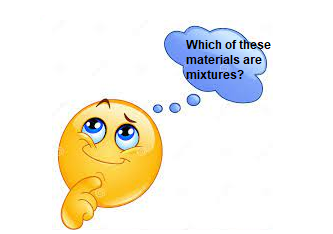 Which of these
materials are
mixtures?